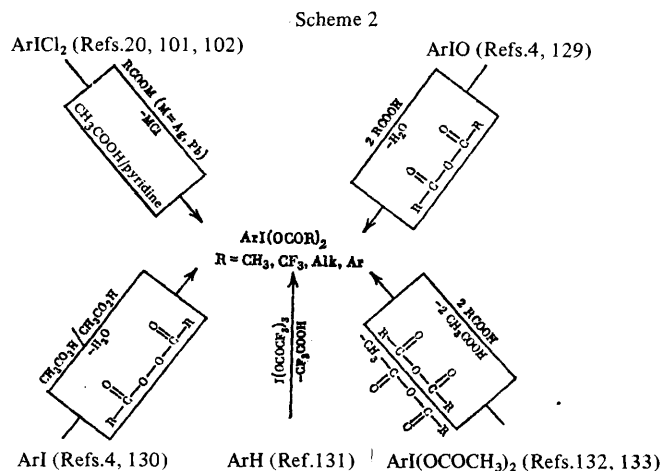 Scheme 2
ArICl₂ (Refs.20, 101, 102)
ArIO (Refs.4, 129)
RCOOM (M = Ag, Pb)
-MCl
CH₃COOH/pyridine
2 RCOOH
-H₂O
R-C-O-C-R
O O
ArI(OCOR)₂
R = CH₃, CF₃, Alk, Ar
CH₃CO₃H/CH₃CO₂H
-H₂O
R-C-O-O-C-R
O O
I(OCOCF₃)₃
-CF₃COOH
2 RCOOH
-2 CH₃COOH
R-C-O-C-R
O O
-CH₃-C-O-C-R
O O
ArI (Refs.4, 130)
ArH (Ref.131)
ArI(OCOCH₃)₂ (Refs.132, 133)